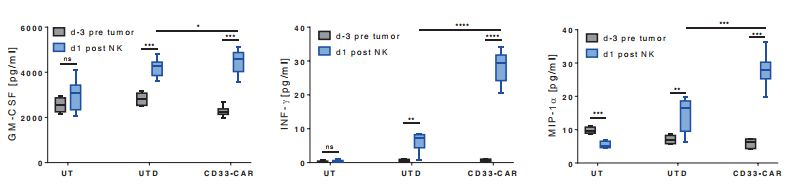 GM-CSF [pg/ml]
6000
4000
2000
0
d-3 pre tumor
d1 post NK
ns
***
*
***
UT
UTD
CD33-CAR
INF-γ [pg/ml]
40
30
20
10
0
d-3 pre tumor
d1 post NK
ns
**
****
****
UT
UTD
CD33-CAR
MIP-1α [pg/ml]
40
30
20
10
0
d-3 pre tumor
d1 post NK
***
**
***
***
UT
UTD
CD33-CAR